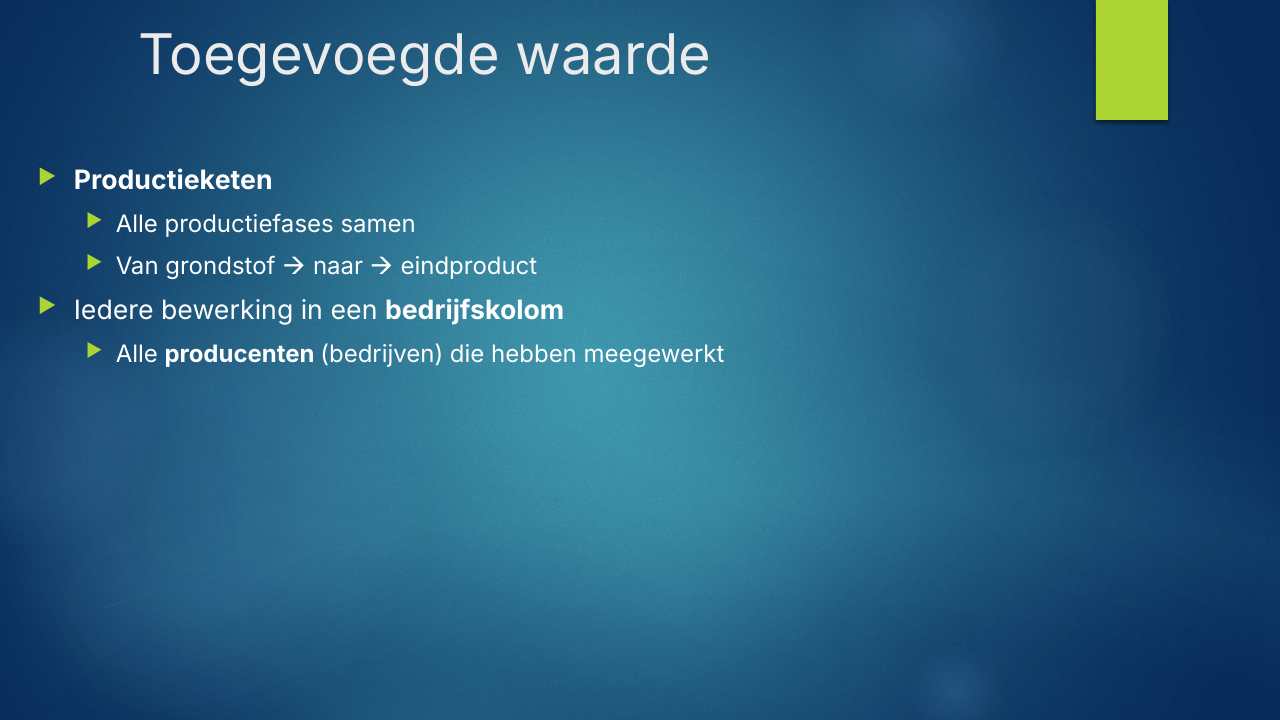 Toegevoegde waarde
Productieketen
Alle productiefases samen
Van grondstof → naar → eindproduct
Iedere bewerking in een bedrijfskolom
Alle producenten (bedrijven) die hebben meegewerkt